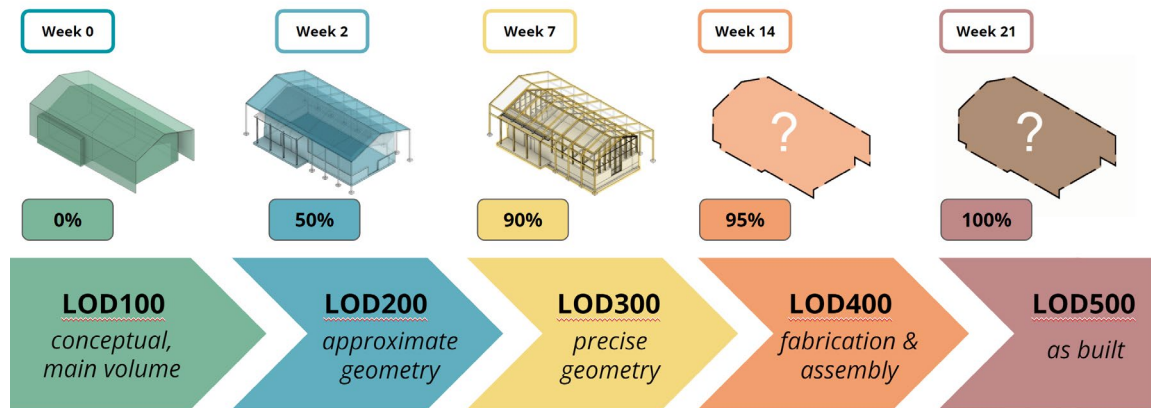 Week 0
Week 2
Week 7
Week 14
Week 21
?
?
0%
50%
90%
95%
100%
LOD100
conceptual,
main volume
LOD200
approximate
geometry
LOD300
precise
geometry
LOD400
fabrication &
assembly
LOD500
as built